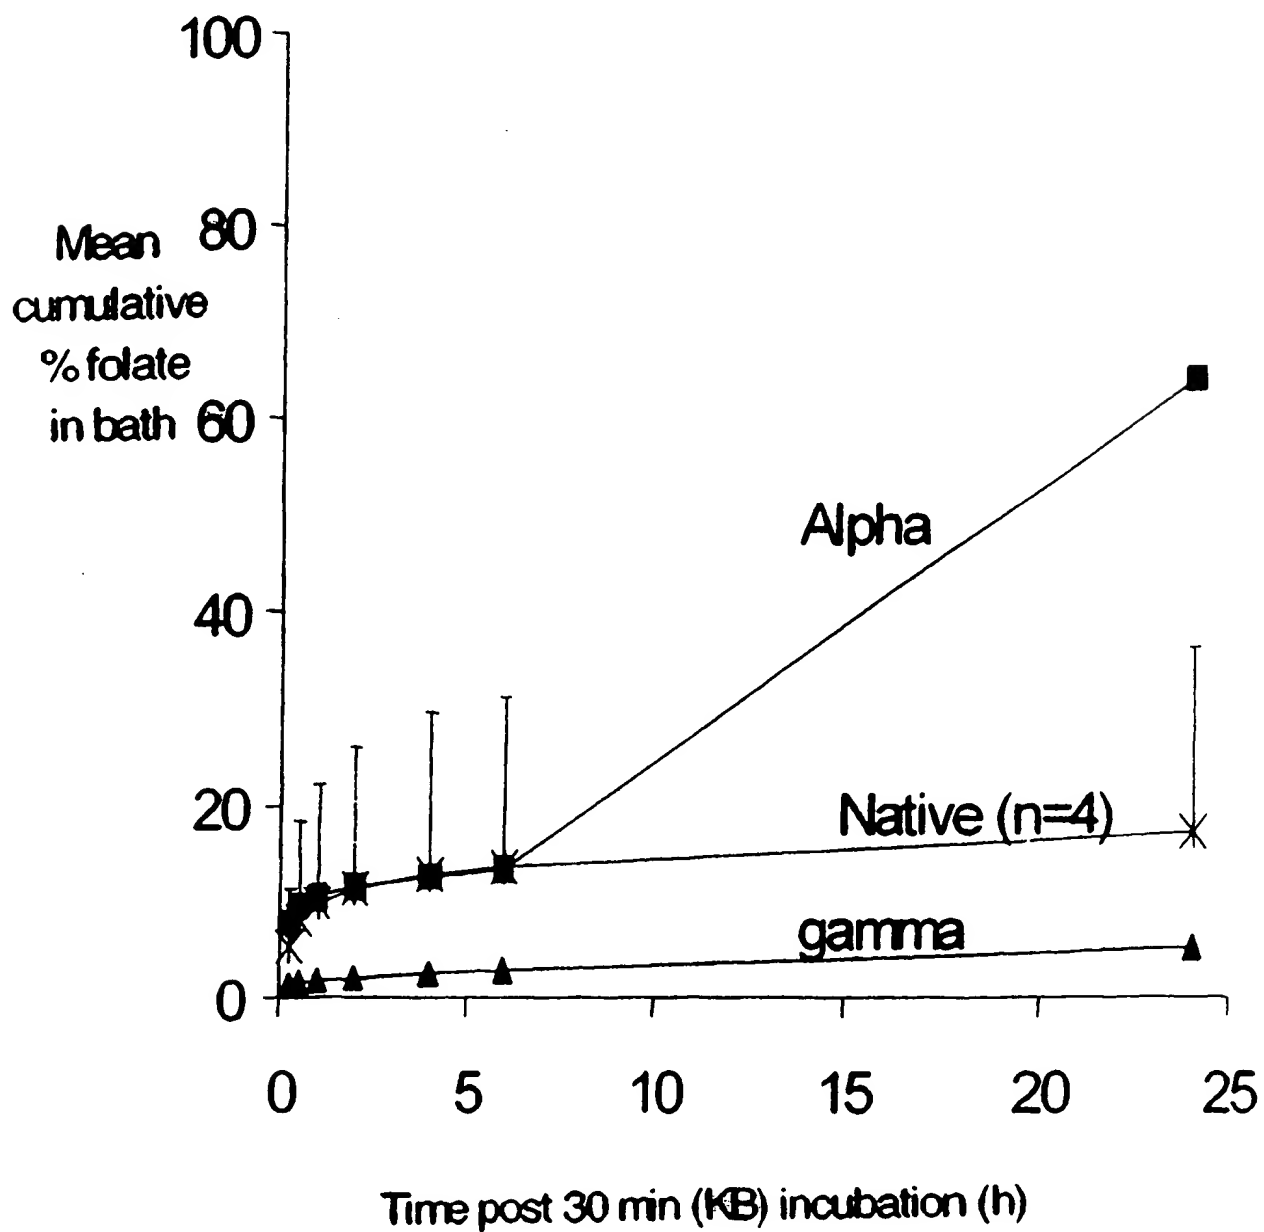 100
80
Mean
cumulative
% folate
in bath
60
Alpha
40
20
Native (n=4)
gamma
0
0 5 10 15 20 25
Time post 30 min (KB) incubation (h)